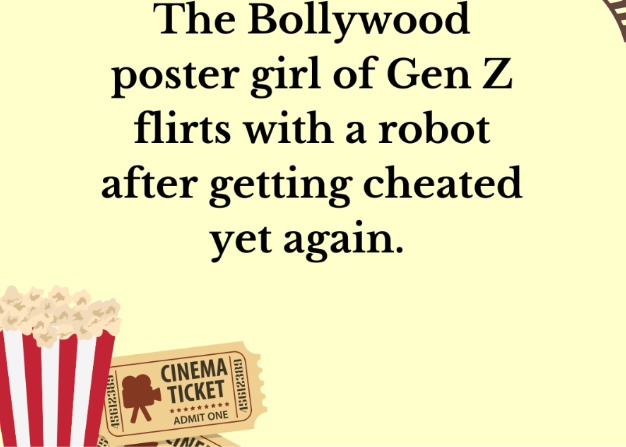 The Bollywood
poster girl of Gen Z
flirts with a robot
after getting cheated
yet again.
CINEMA
TICKET
ADMIT ONE